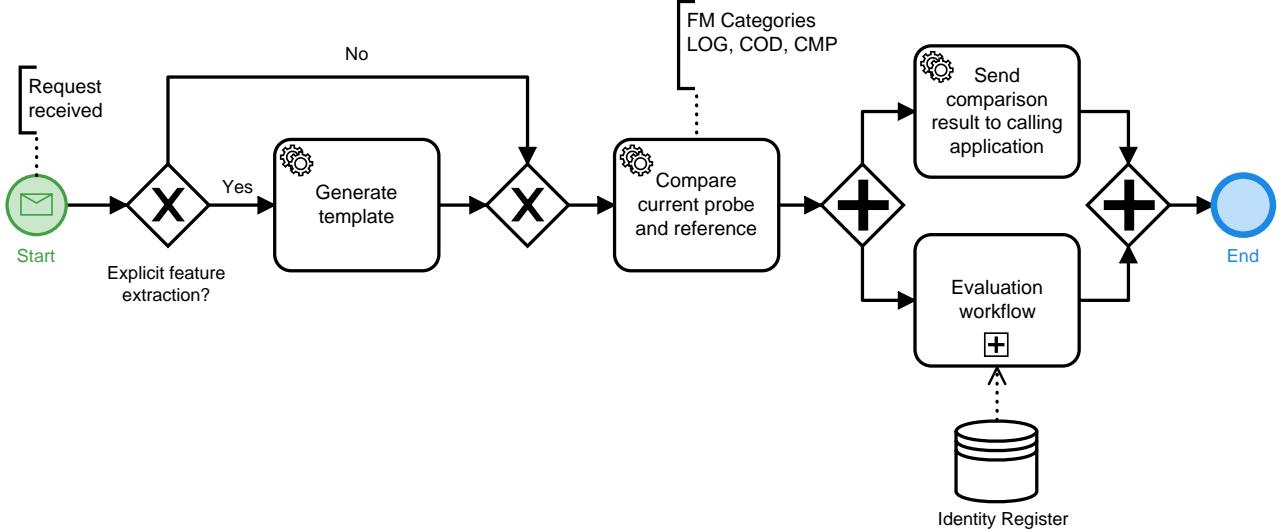 Request
received
Start
Explicit feature
extraction?
No
Yes
Generate
template
FM Categories
LOG, COD, CMP
Compare
current probe
and reference
Send
comparison
result to calling
application
Evaluation
workflow
Identity Register
End